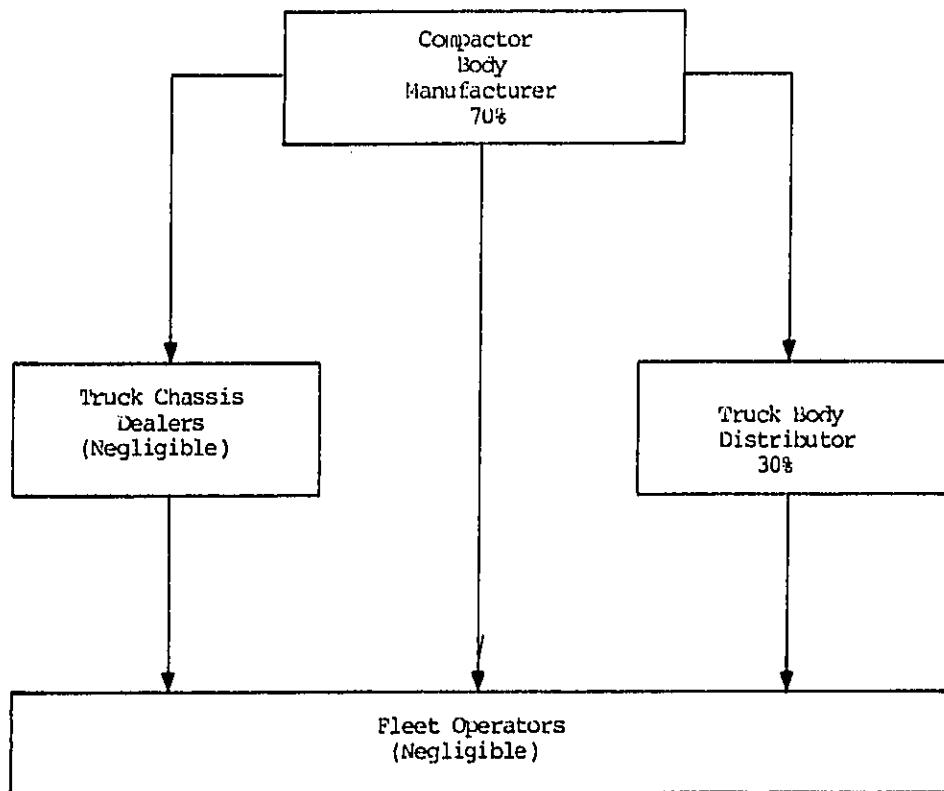 Compactor
Body
Manufacturer
70%
Truck Chassis
Dealers
(Negligible)
Truck Body
Distributor
30%
Fleet Operators
(Negligible)